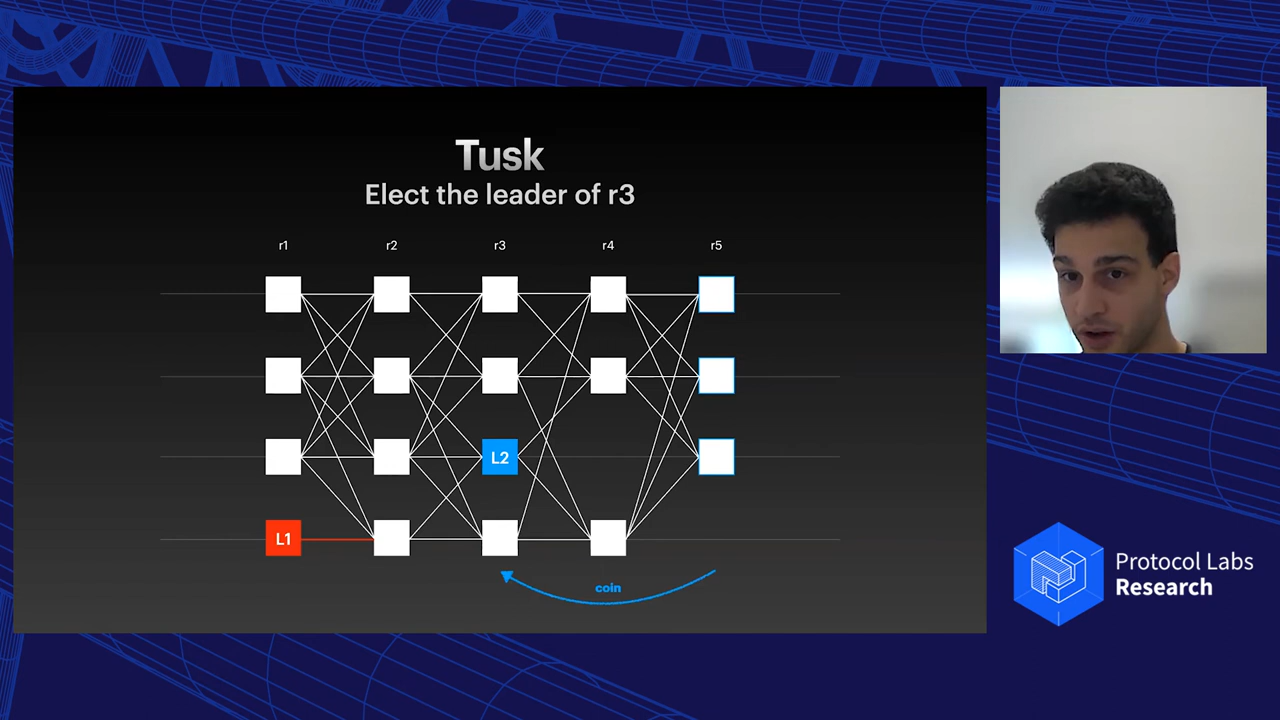 Tusk
Elect the leader of r3
r1 r2 r3 r4 r5
L2
L1
coin
Protocol Labs
Research